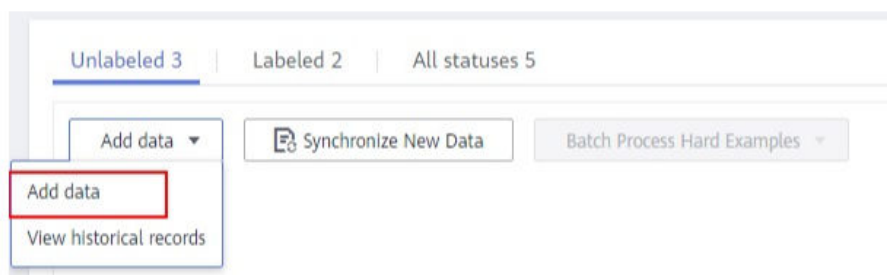 Unlabeled 3 Labeled 2 All statuses 5
Add data Synchronize New Data Batch Process Hard Examples
Add data
View historical records